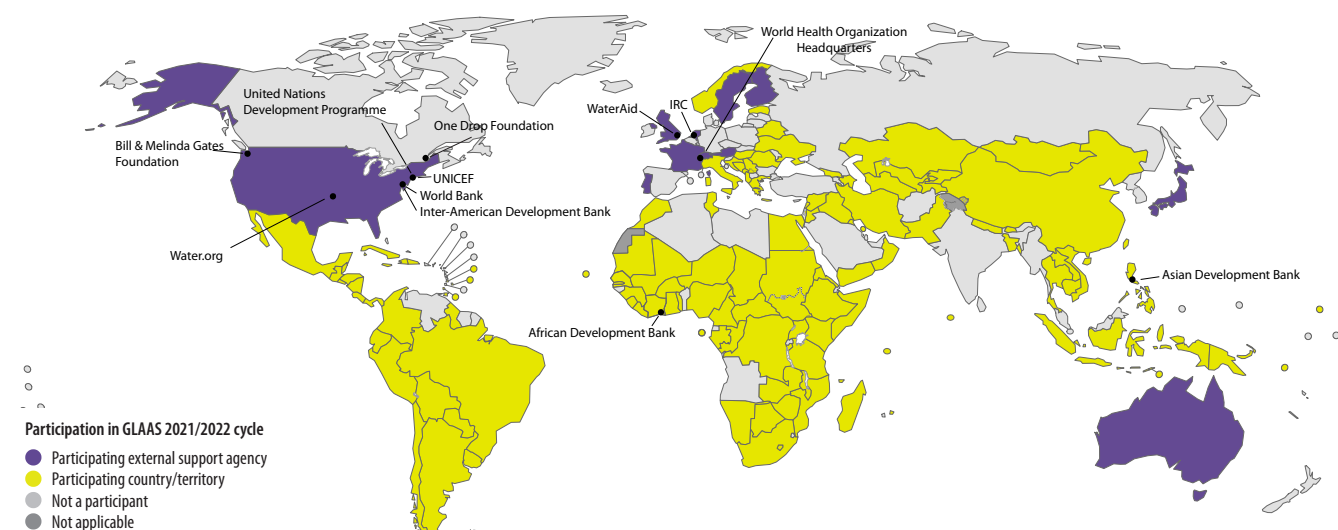 World Health Organization
Headquarters
United Nations
Development Programme
WaterAid
IRC
One Drop Foundation
Bill & Melinda Gates
Foundation
UNICEF
World Bank
Inter-American Development Bank
Water.org
Asian Development Bank
African Development Bank
Participation in GLAAS 2021/2022 cycle
Participating external support agency
Participating country/territory
Not a participant
Not applicable